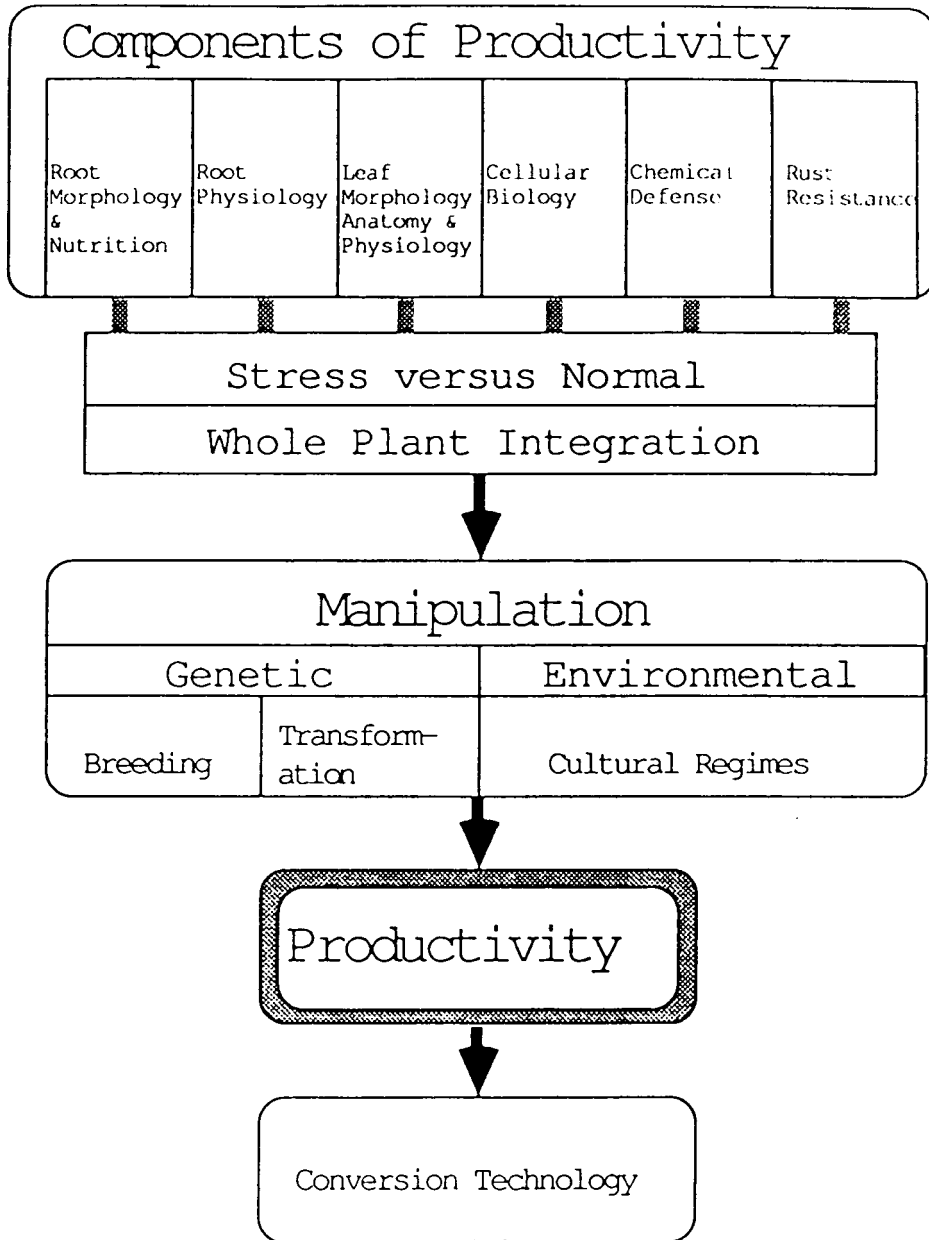 Components of Productivity
Root
Morphology
&
Nutrition
Root
Physiology
Leaf
Morphology
Anatomy &
Physiology
Cellular
Biology
Chemical
Defense
Rust
Resistance
Stress versus Normal
Whole Plant Integration
Manipulation
Genetic
Environmental
Breeding
Transform-
ation
Cultural Regimes
Productivity
Conversion Technology